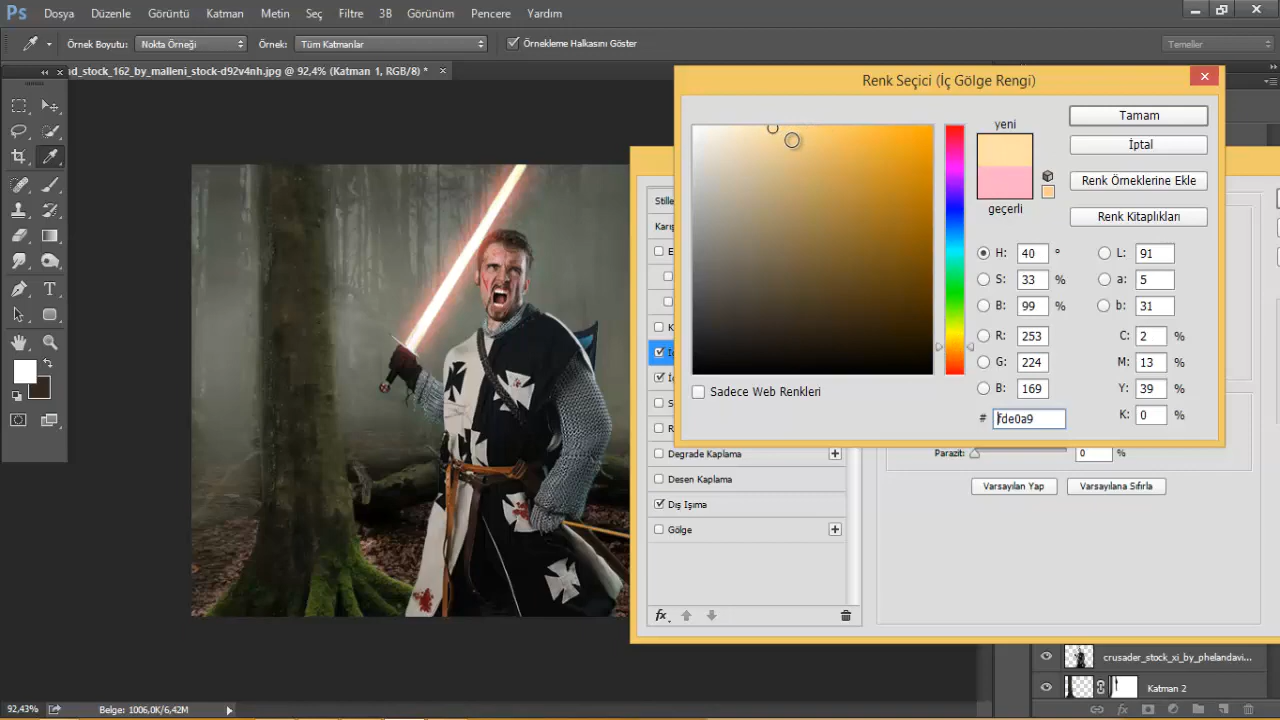 Ps Dosya Düzenle Görüntü Katman Metin Seç Filtre 3B Görünüm Pencere Yardım
Örnek Boyutu: Nokta Örneği Örnek: Tüm Katmanlar Örnekleme Halkasını Göster Temeller
ud_stock_162_by_malleni_stock-d92v4nh.jpg @ 92,4% (Katman 1, RGB/8) *
Renk Seçici (İç Gölge Rengi)
yeni
geçerli
Tamam
İptal
Renk Örneklerine Ekle
Renk Kitaplıkları
H: 40 °
S: 33 %
B: 99 %
R: 253
G: 224
B: 169
# fde0a9
L: 91
a: 5
b: 31
C: 2 %
M: 13 %
Y: 39 %
K: 0 %
Sadece Web Renkleri
Degrade Kaplama
Desen Kaplama
Dış Işıma
Gölge
fx
Parazit: 0 %
Varsayılan Yap Varsayılana Sıfırla
crusader_stock_xi_by_phelandavi...
Katman 2
fx
92,43% Belge: 1006,0K/6,42M